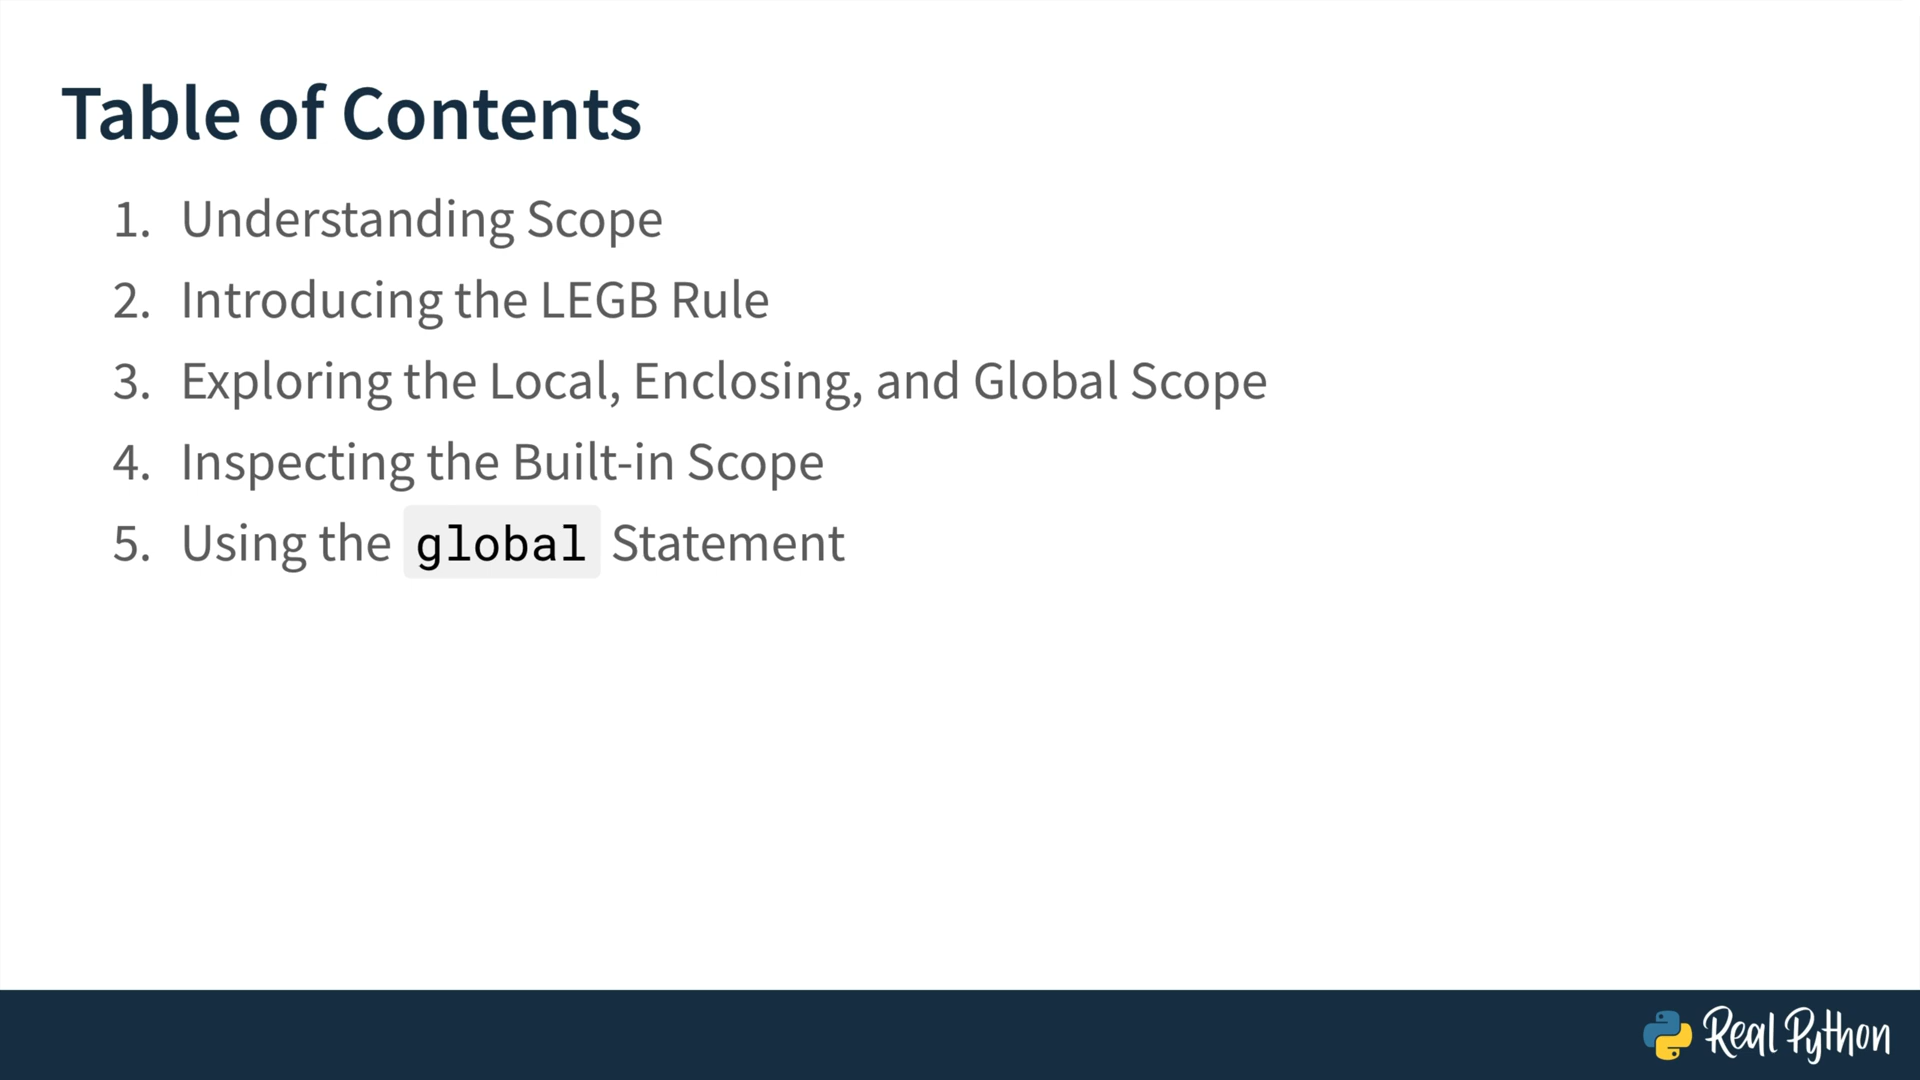 Table of Contents
1. Understanding Scope
2. Introducing the LEGB Rule
3. Exploring the Local, Enclosing, and Global Scope
4. Inspecting the Built-in Scope
5. Using the global Statement
Real Python